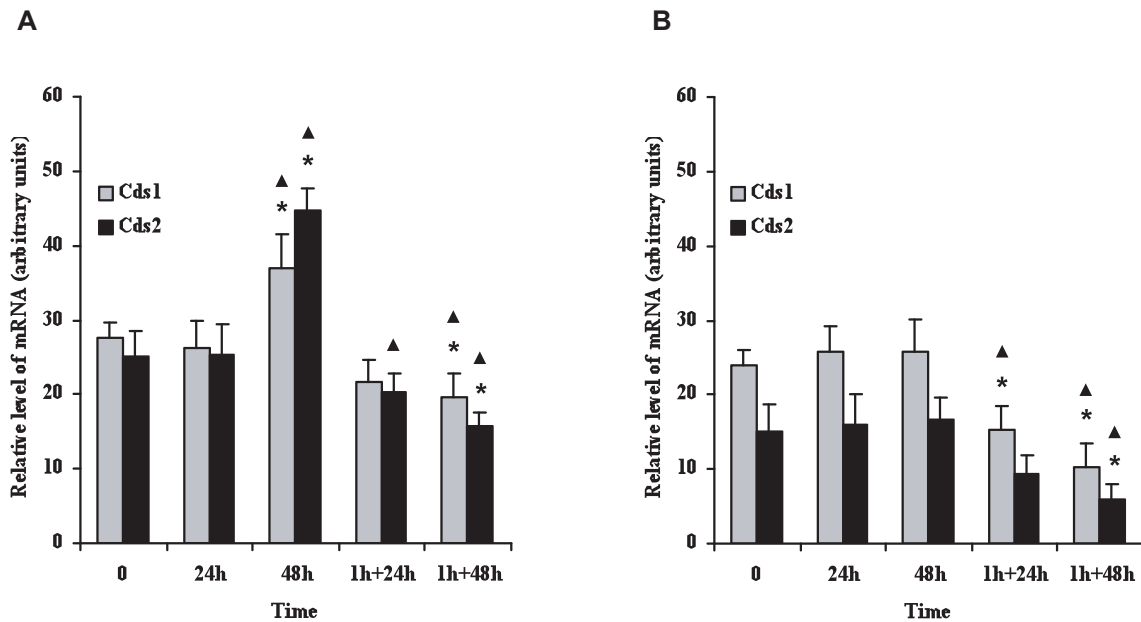 A
Relative level of mRNA (arbitrary units)
60
50
40
30
20
10
0
Cds1
Cds2
▲
*
▲
*
▲
▲
*
▲
*
0 24h 48h 1h+24h 1h+48h
Time
B
Relative level of mRNA (arbitrary units)
60
50
40
30
20
10
0
Cds1
Cds2
▲
*
▲
*
▲
*
0 24h 48h 1h+24h 1h+48h
Time